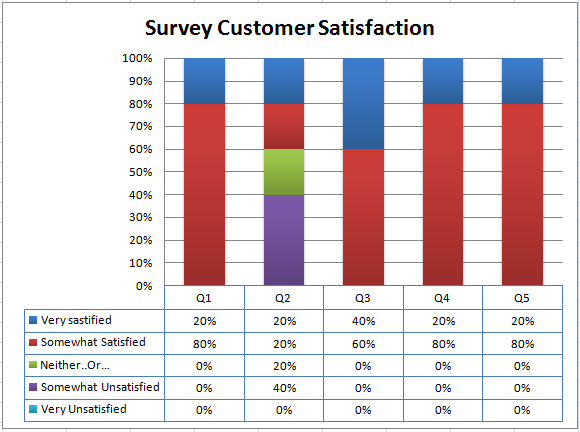 Survey Customer Satisfaction
100%
90%
80%
70%
60%
50%
40%
30%
20%
10%
0%
Q1 Q2 Q3 Q4 Q5
Very sastified 20% 20% 40% 20% 20%
Somewhat Satisfied 80% 20% 60% 80% 80%
Neither..Or... 0% 20% 0% 0% 0%
Somewhat Unsatisfied 0% 40% 0% 0% 0%
Very Unsatisfied 0% 0% 0% 0% 0%